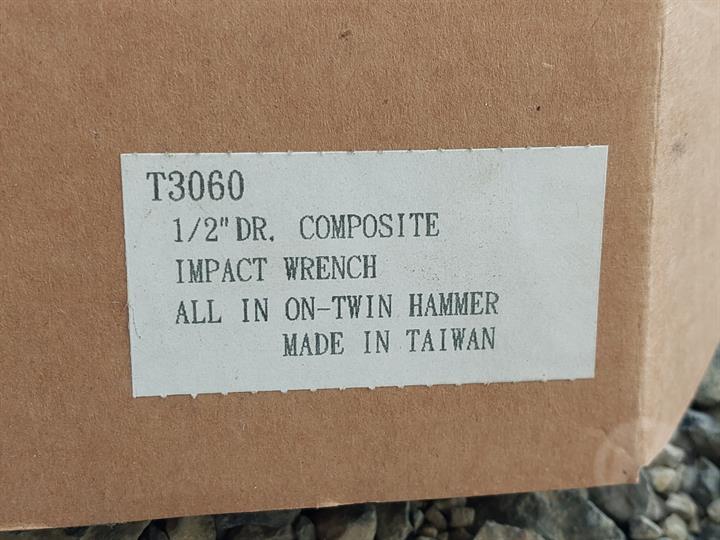 T3060
1/2" DR. COMPOSITE
IMPACT WRENCH
ALL IN ON-TWIN HAMMER
MADE IN TAIWAN